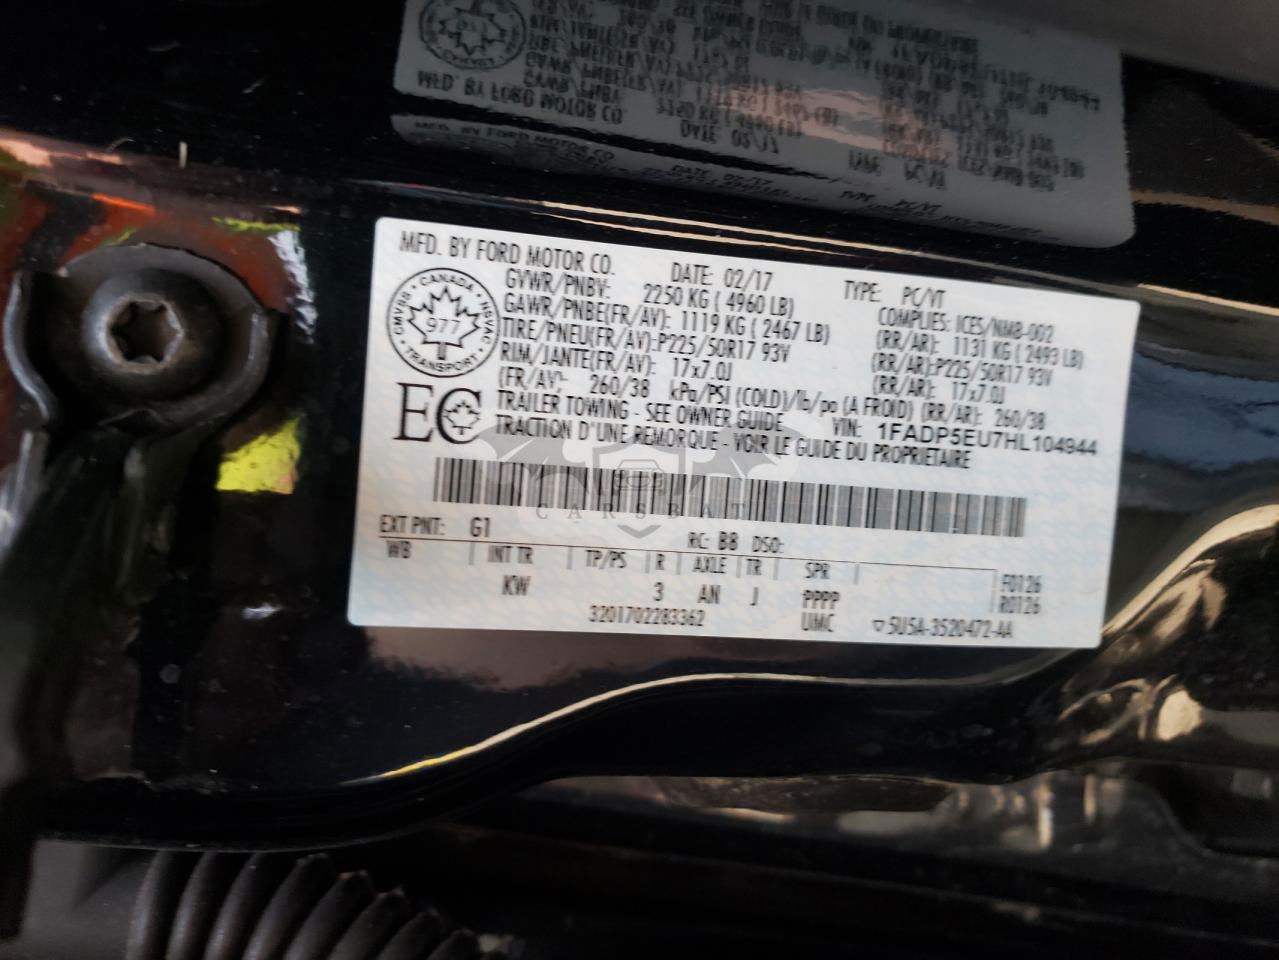 MFD. BY FORD MOTOR CO. DATE: 02/17 TYPE: PC/VT
GVWR/PNBV: 2250 KG ( 4960 LB) COMPLIES: ICES/NMB-002
GAWR/PNBE(FR/AV): 1119 KG ( 2467 LB) (RR/AR): 1131 KG ( 2493 LB)
TIRE/PNEU(FR/AV):P225/50R17 93V (RR/AR):P225/50R17 93V
RIM/JANTE(FR/AV): 17x7.0J (RR/AR): 17x7.0J
(FR/AV)- 260/38 kPa/PSI (COLD)/lb/po (A FROID) (RR/AR): 260/38
TRAILER TOWING - SEE OWNER GUIDE VIN: 1FADP5EU7HL104944
TRACTION D'UNE REMORQUE - VOIR LE GUIDE DU PROPRIETAIRE
CMVSS CANADA NSVAC
977
TRANSPORT
EC
CARSBAT
EXT PNT: G1 RC: B8 DSO:
WB INT TR TP/PS R AXLE TR SPR F0126
KW 3 AN J PPPP R0126
3201702283362 UMC ▽5U5A-3520472-AA